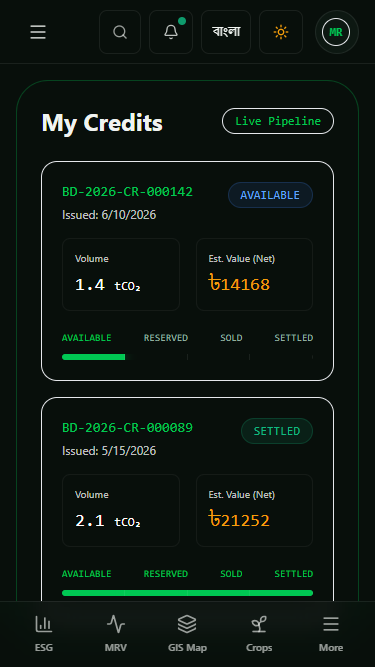 বাংলা
MR
My Credits
Live Pipeline
BD-2026-CR-000142
AVAILABLE
Issued: 6/10/2026
Volume
Est. Value (Net)
1.4 tCO₂
৳14168
AVAILABLE RESERVED SOLD SETTLED
BD-2026-CR-000089
SETTLED
Issued: 5/15/2026
Volume
Est. Value (Net)
2.1 tCO₂
৳21252
AVAILABLE RESERVED SOLD SETTLED
ESG MRV GIS Map Crops More